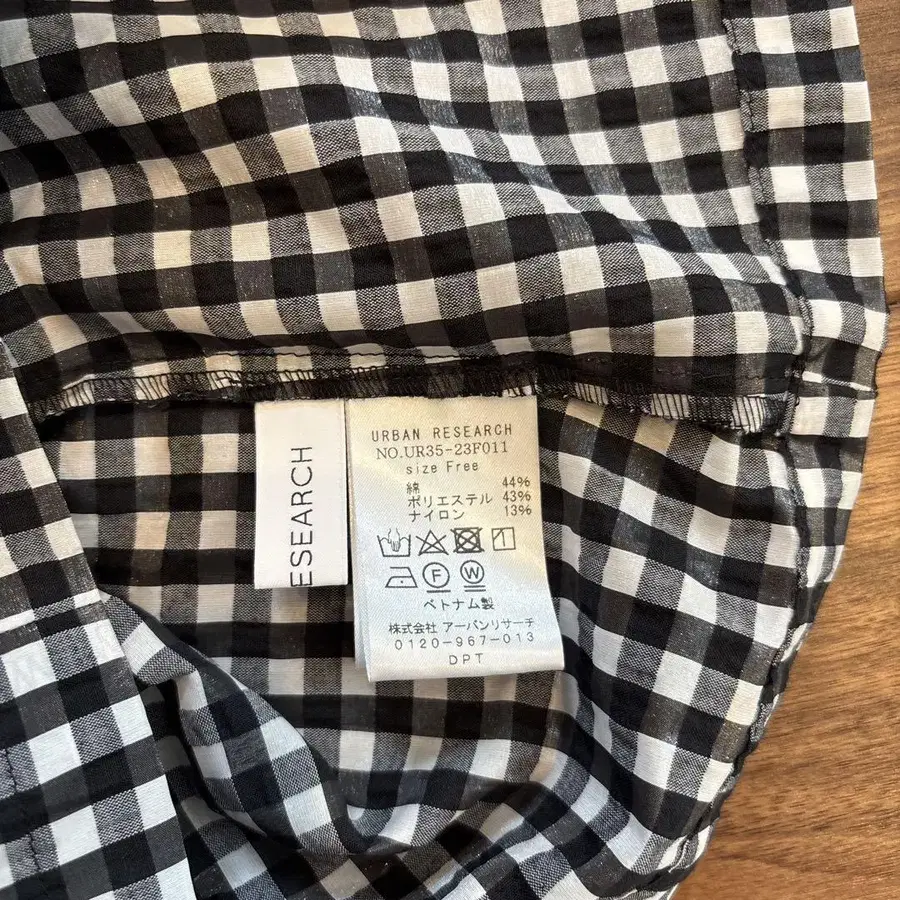 ESEARCH
URBAN RESEARCH
NO.UR35-23F011
size Free
綿 44%
ポリエステル 43%
ナイロン 13%
F W
ベトナム製
株式会社 アーバンリサーチ
0120-967-013
DPT